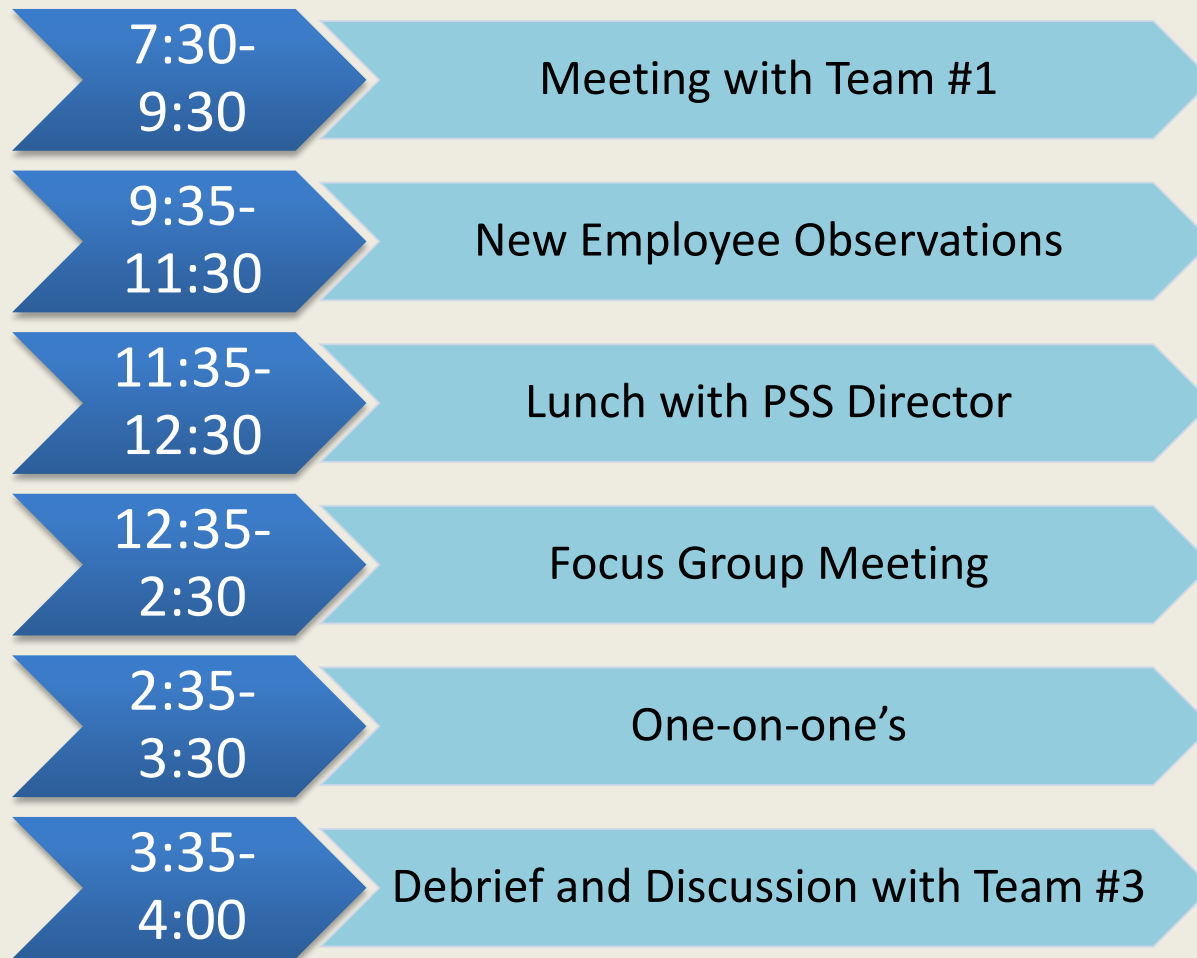 7:30-
9:30
Meeting with Team #1
9:35-
11:30
New Employee Observations
11:35-
12:30
Lunch with PSS Director
12:35-
2:30
Focus Group Meeting
2:35-
3:30
One-on-one’s
3:35-
4:00
Debrief and Discussion with Team #3